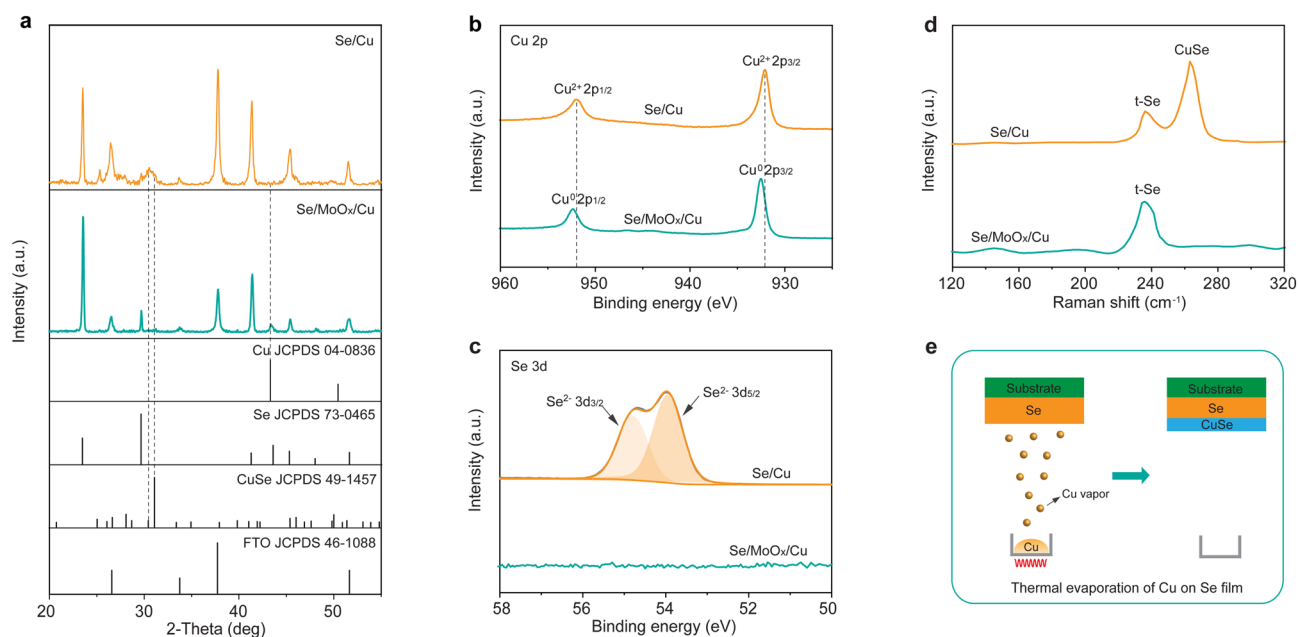 a
Se/Cu
Se/MoOₓ/Cu
Cu JCPDS 04-0836
Se JCPDS 73-0465
CuSe JCPDS 49-1457
FTO JCPDS 46-1088
Intensity (a.u.)
20 30 40 50
2-Theta (deg)
b
Cu 2p
Cu²⁺ 2p₁/₂
Cu²⁺ 2p₃/₂
Se/Cu
Cu⁰ 2p₁/₂
Cu⁰ 2p₃/₂
Se/MoOₓ/Cu
Intensity (a.u.)
960 950 940 930
Binding energy (eV)
c
Se 3d
Se²⁻ 3d₃/₂
Se²⁻ 3d₅/₂
Se/Cu
Se/MoOₓ/Cu
Intensity (a.u.)
58 56 54 52 50
Binding energy (eV)
d
CuSe
t-Se
Se/Cu
t-Se
Se/MoOₓ/Cu
Intensity (a.u.)
120 160 200 240 280 320
Raman shift (cm⁻¹)
e
Substrate
Se
Cu vapor
Cu
Substrate
Se
CuSe
Thermal evaporation of Cu on Se film